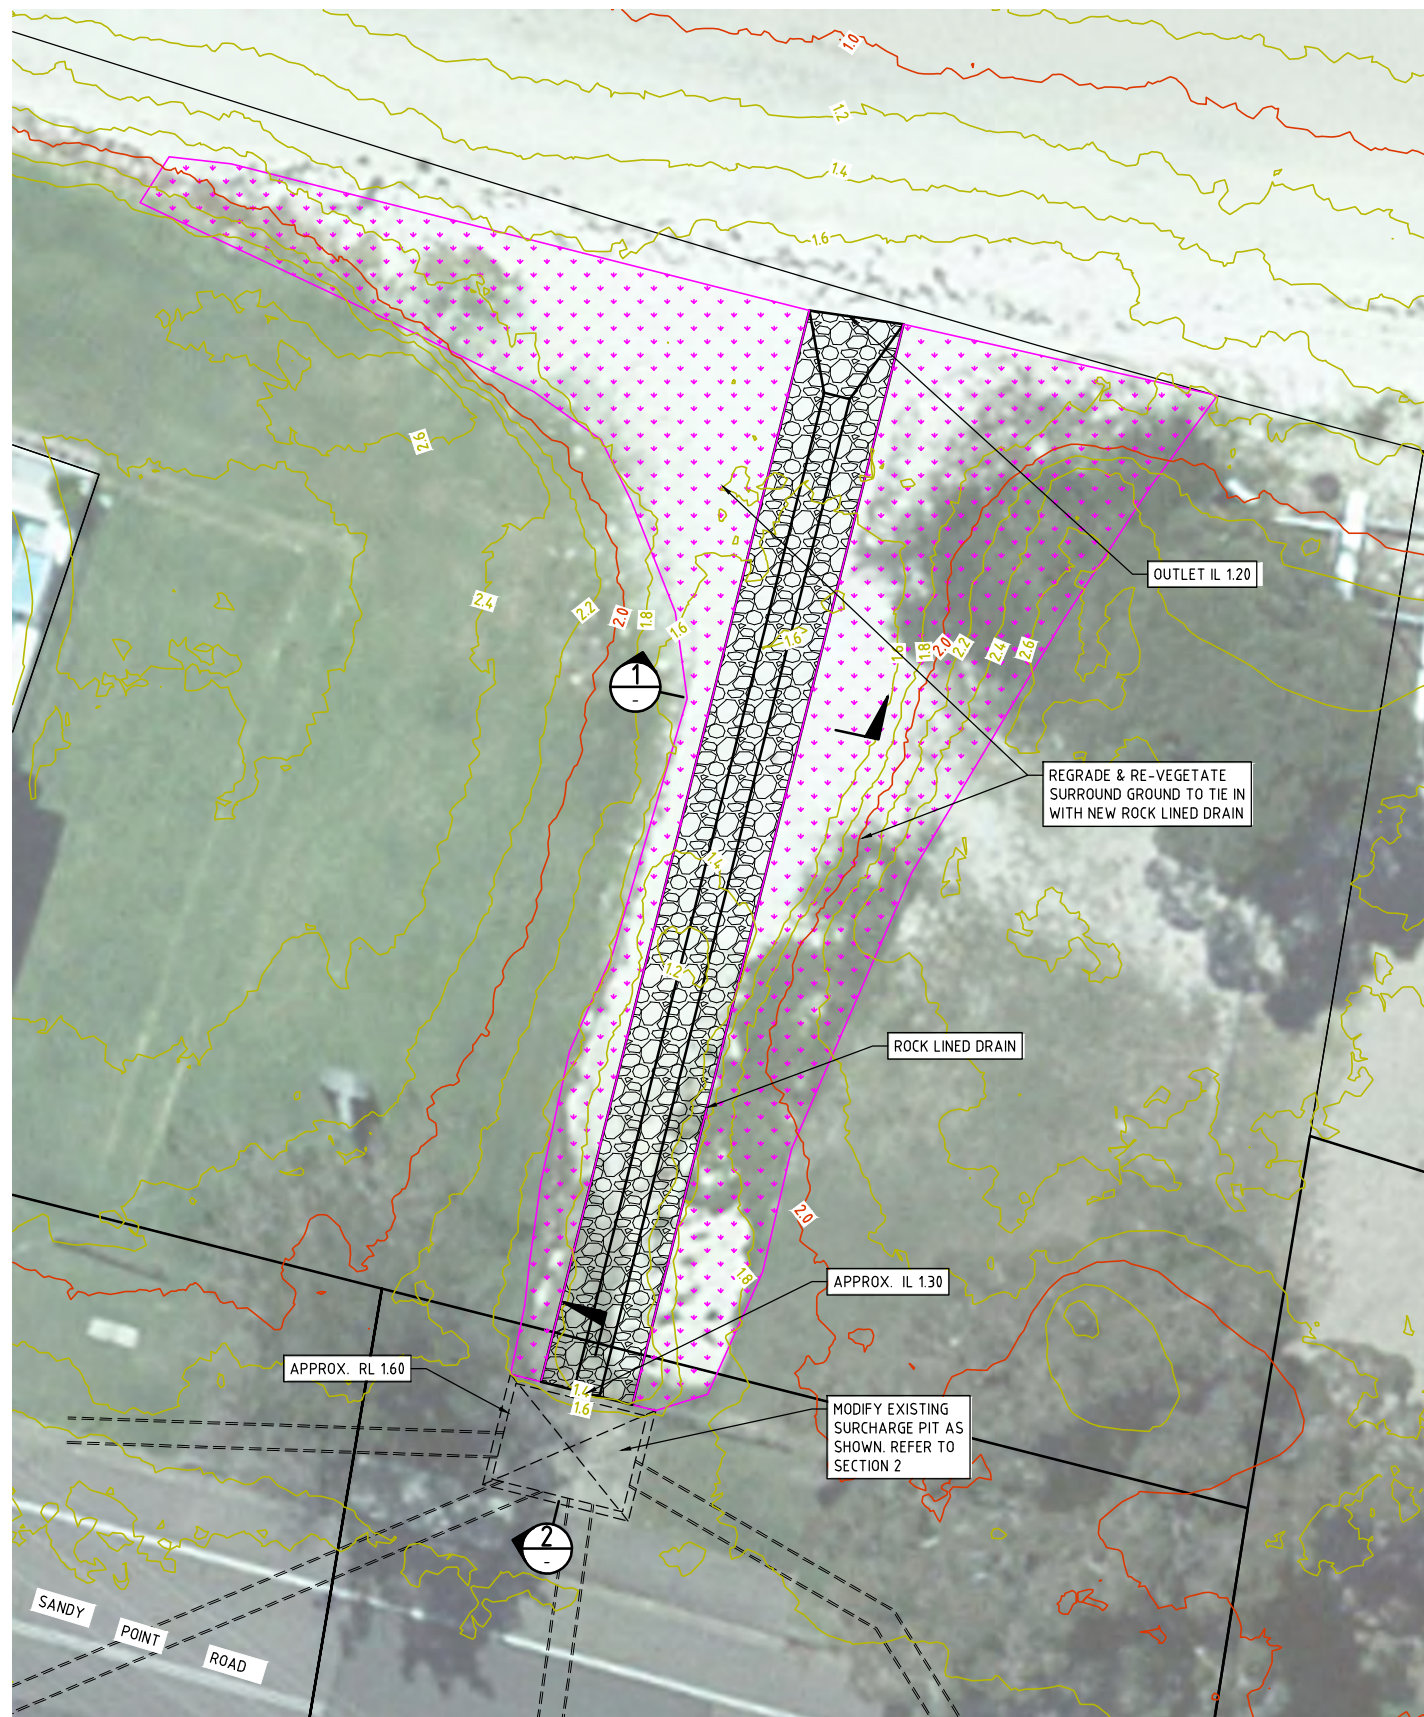 1.0
1.2
1.4
1.6
2.6
OUTLET IL 1.20
2.4
2.2
2.0
1.8
1.6
1.6
1.8
2.0
2.2
2.4
2.6
1
-
REGRADE & RE-VEGETATE
SURROUND GROUND TO TIE IN
WITH NEW ROCK LINED DRAIN
1.4
1.2
ROCK LINED DRAIN
2.0
1.8
APPROX. IL 1.30
APPROX. RL 1.60
1.4
1.6
MODIFY EXISTING
SURCHARGE PIT AS
SHOWN. REFER TO
SECTION 2
2
-
SANDY POINT ROAD